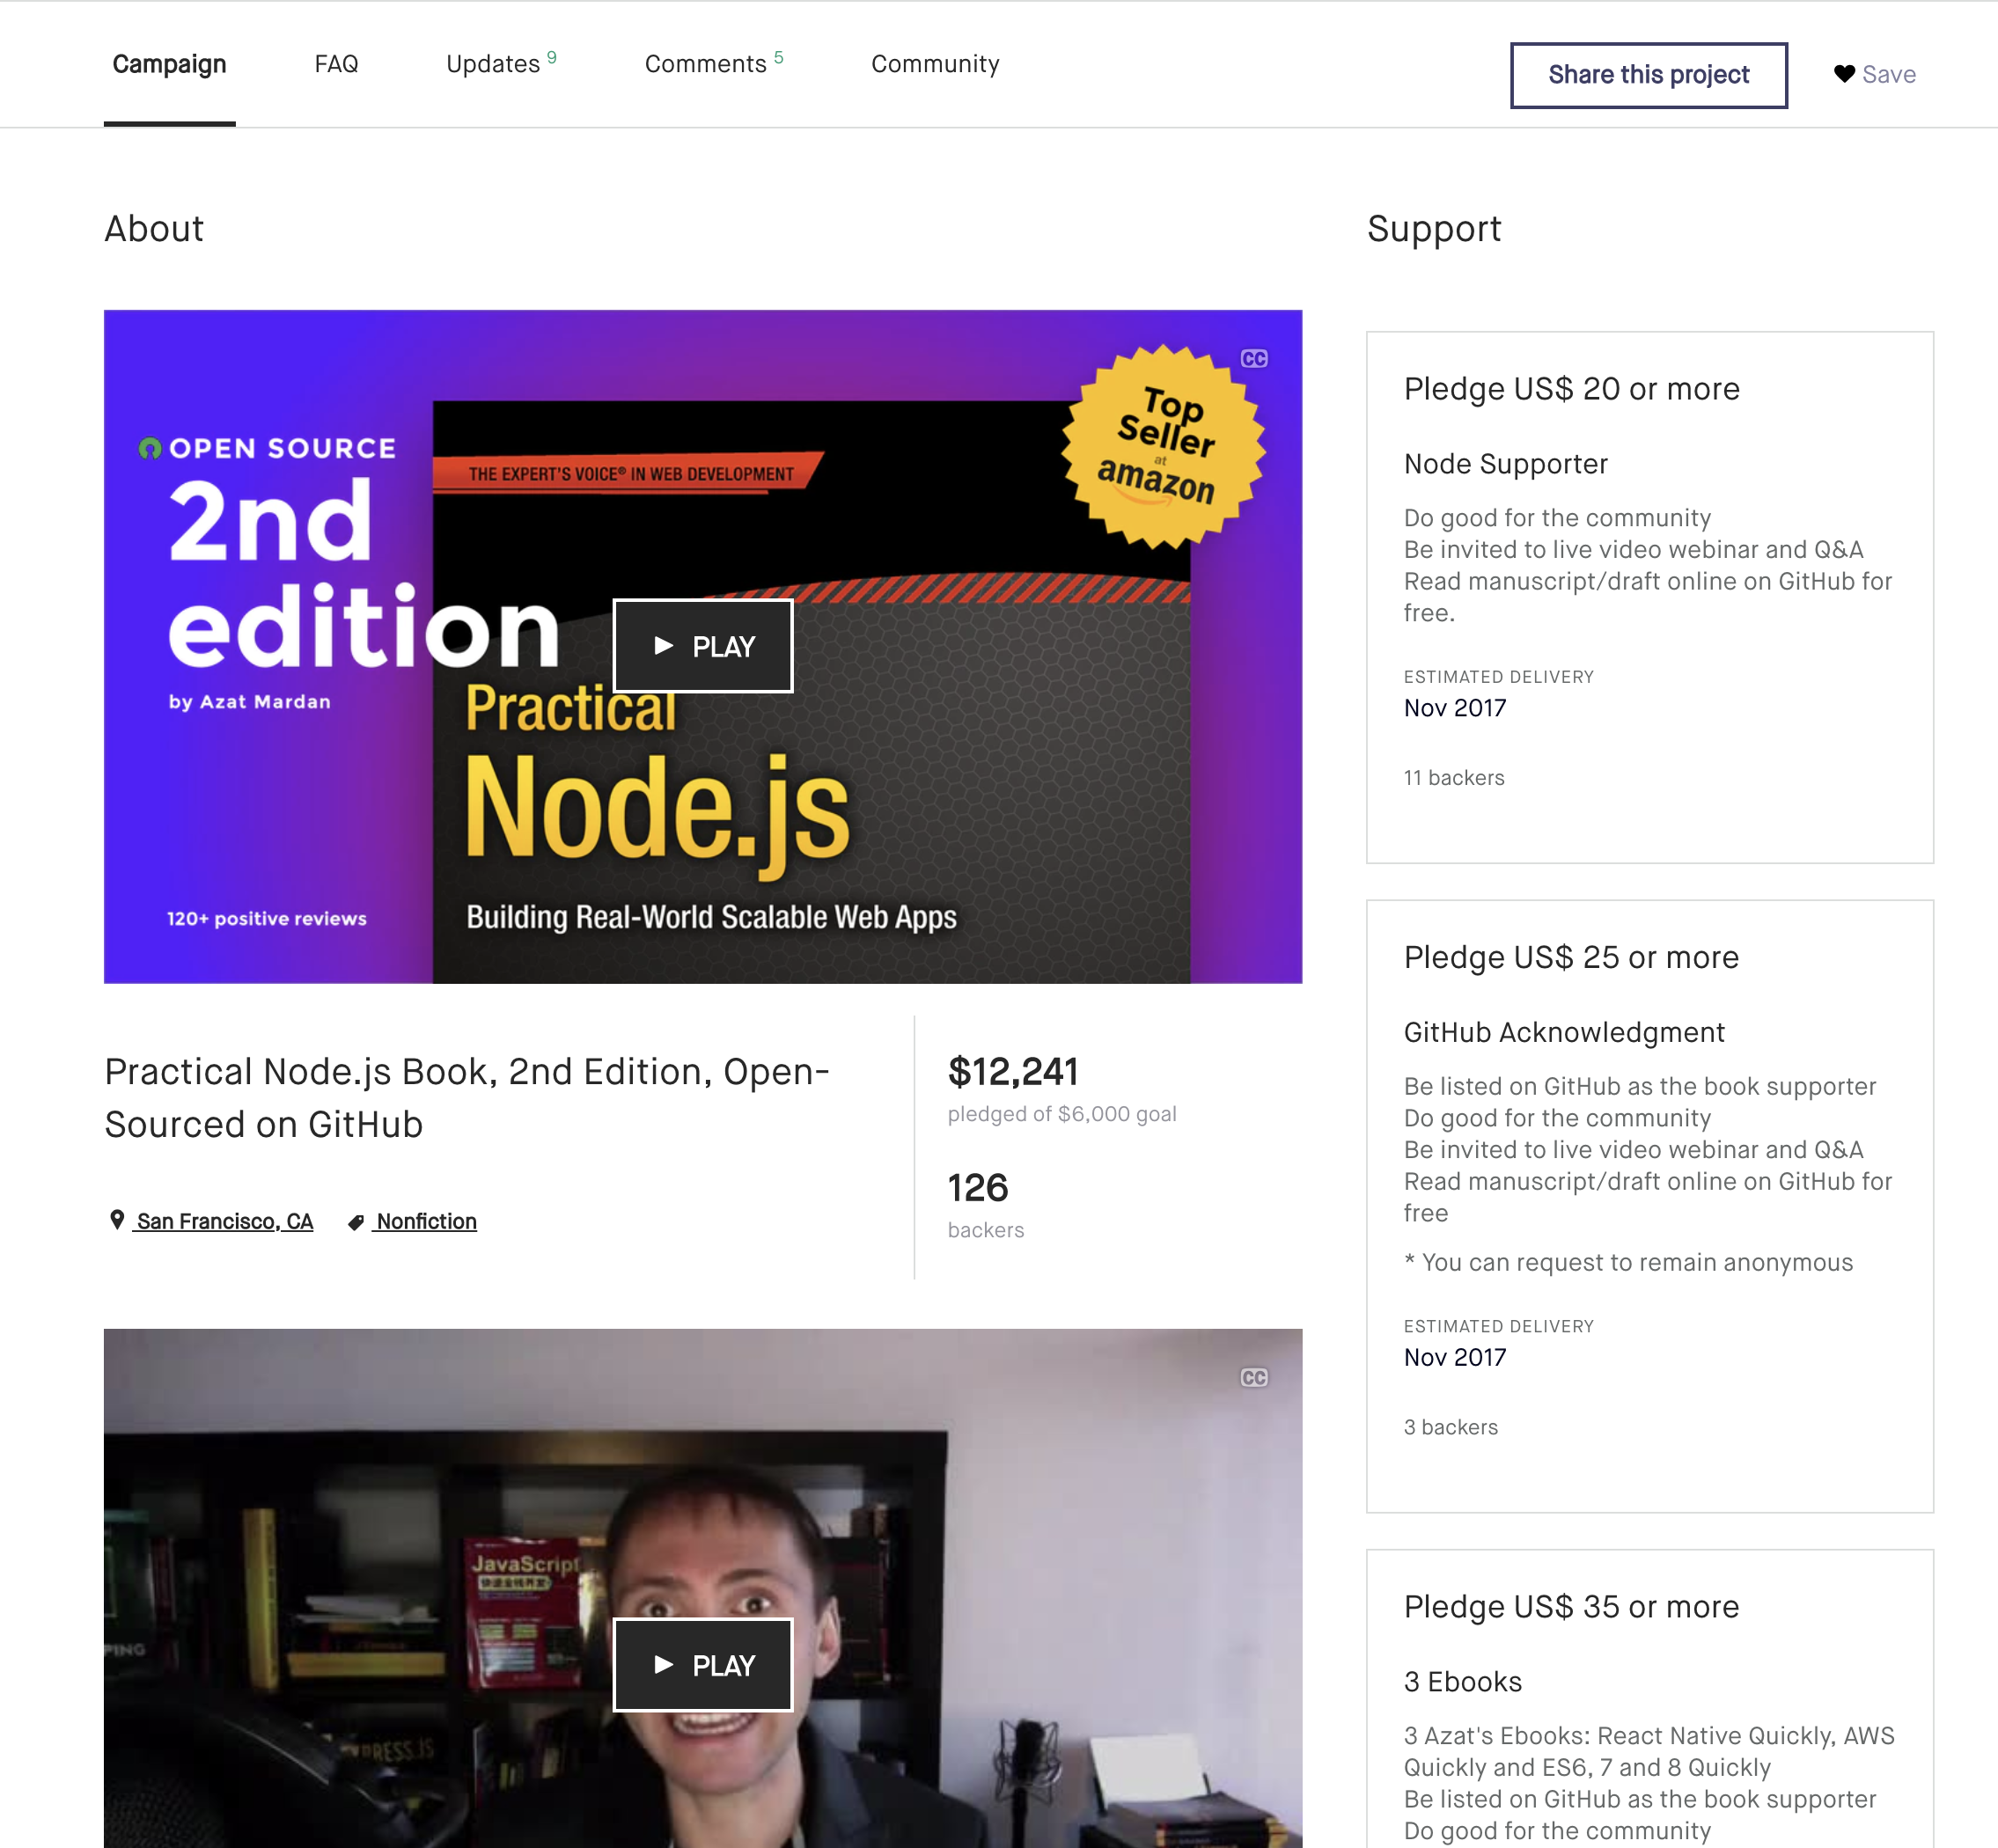 Campaign
FAQ
Updates 9
Comments 5
Community
Share this project
Save
About
OPEN SOURCE
2nd
edition
by Azat Mardan
120+ positive reviews
THE EXPERT'S VOICE® IN WEB DEVELOPMENT
Top
Seller
at
amazon
CC
PLAY
Practical
Node.js
Building Real-World Scalable Web Apps
Practical Node.js Book, 2nd Edition, Open-
Sourced on GitHub
San Francisco, CA
Nonfiction
$12,241
pledged of $6,000 goal
126
backers
CC
JavaScript
PLAY
Support
Pledge US$ 20 or more
Node Supporter
Do good for the community
Be invited to live video webinar and Q&A
Read manuscript/draft online on GitHub for
free.
ESTIMATED DELIVERY
Nov 2017
11 backers
Pledge US$ 25 or more
GitHub Acknowledgment
Be listed on GitHub as the book supporter
Do good for the community
Be invited to live video webinar and Q&A
Read manuscript/draft online on GitHub for
free
* You can request to remain anonymous
ESTIMATED DELIVERY
Nov 2017
3 backers
Pledge US$ 35 or more
3 Ebooks
3 Azat's Ebooks: React Native Quickly, AWS
Quickly and ES6, 7 and 8 Quickly
Be listed on GitHub as the book supporter
Do good for the community